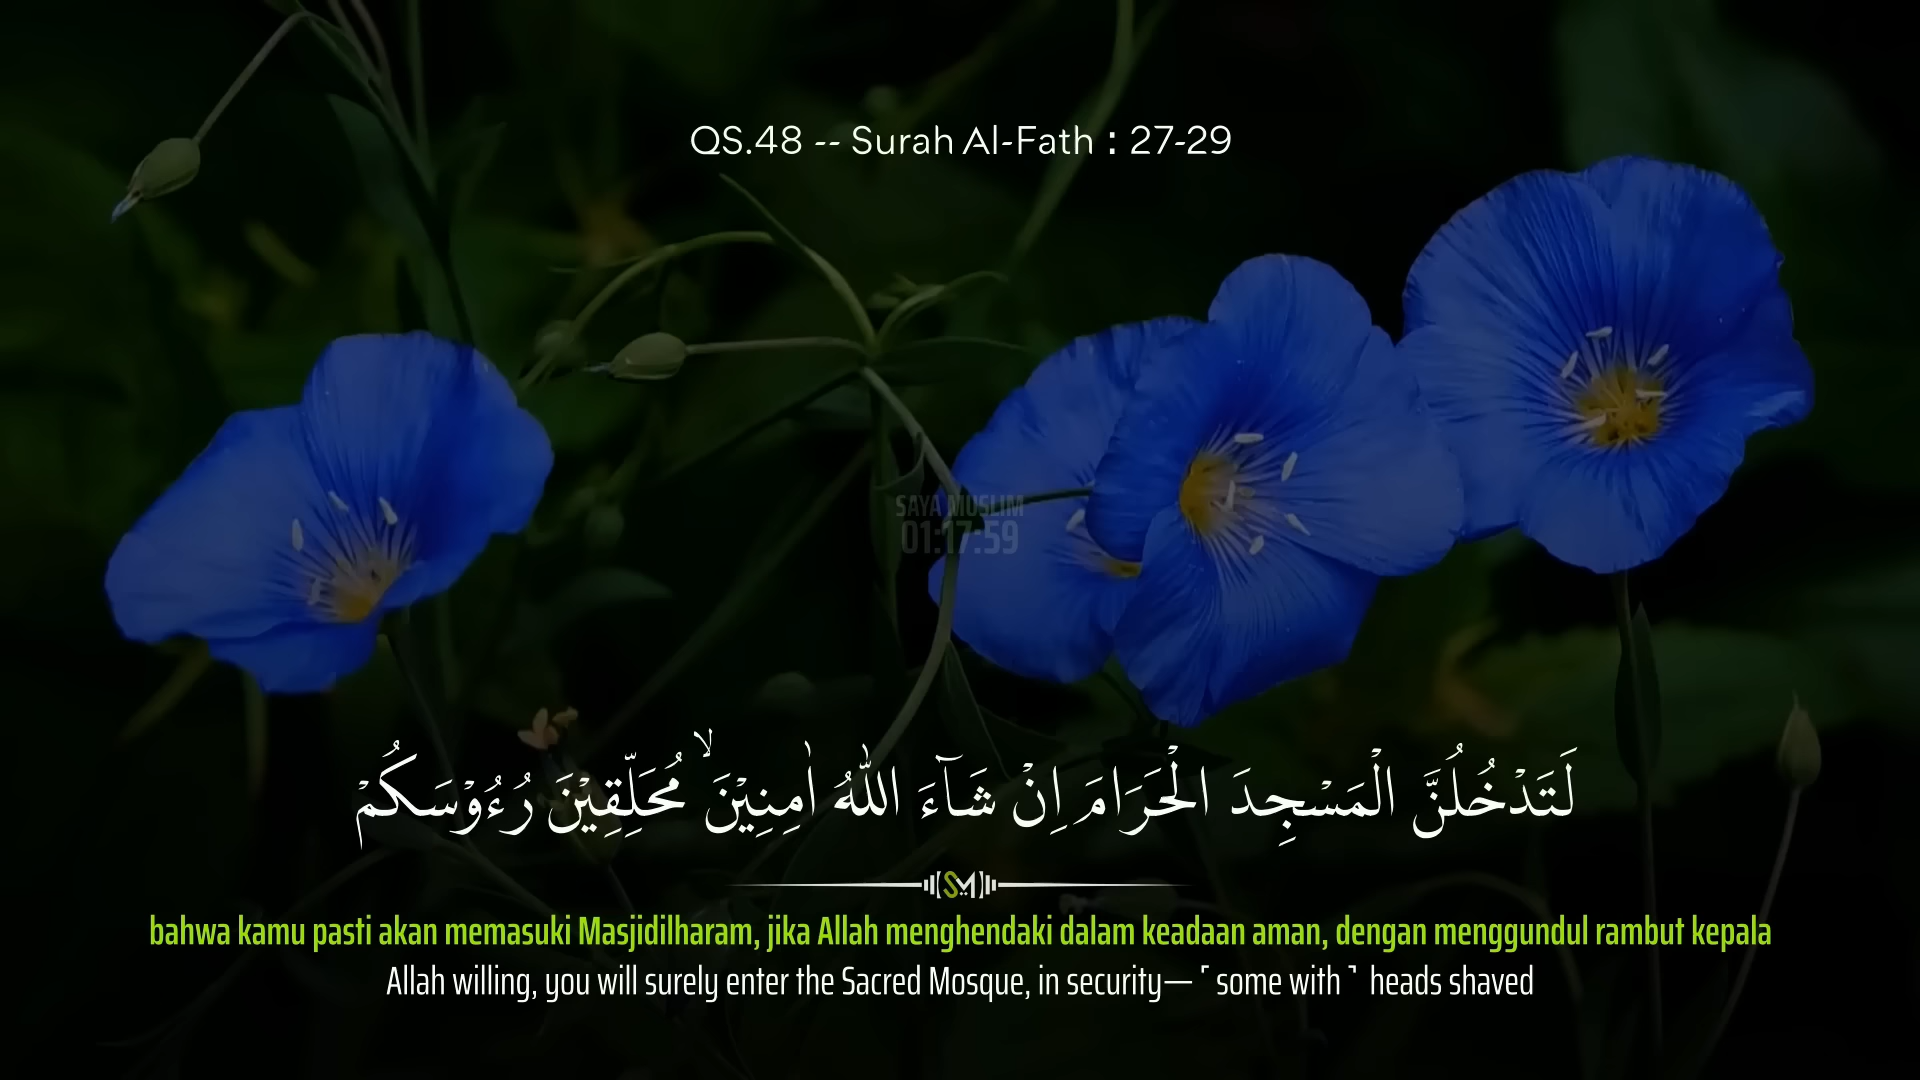 QS.48 -- Surah Al-Fath : 27-29
SAYA MUSLIM
01:17:59
لَتَدْخُلُنَّ الْمَسْجِدَ الْحَرَامَ اِنْ شَاۤءَ اللّٰهُ اٰمِنِيْنَۙ مُحَلِّقِيْنَ رُءُوْسَكُمْ
SM
bahwa kamu pasti akan memasuki Masjidilharam, jika Allah menghendaki dalam keadaan aman, dengan menggundul rambut kepala
Allah willing, you will surely enter the Sacred Mosque, in security— ˹ some with ˺ heads shaved